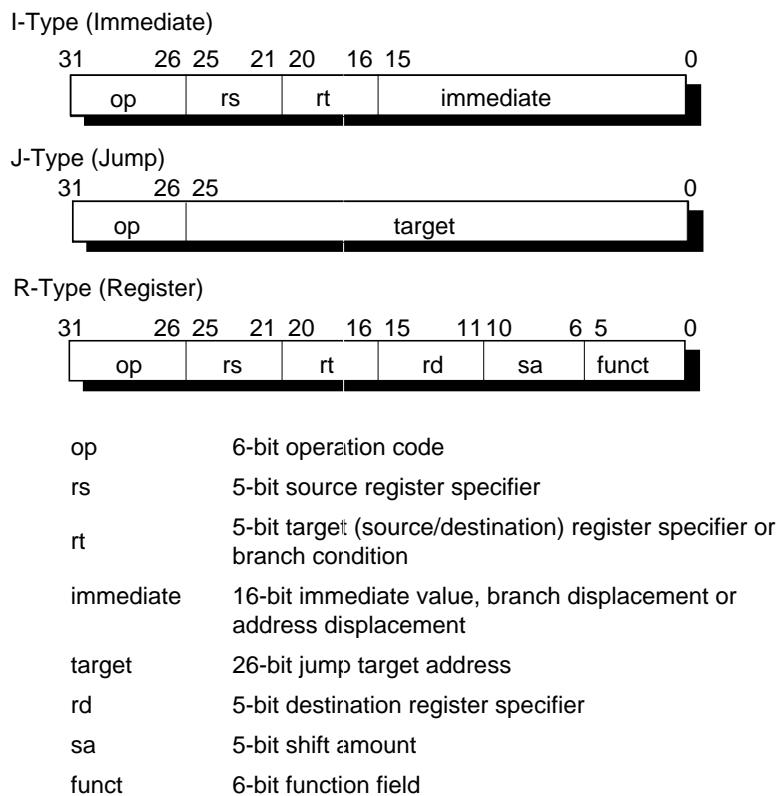 I-Type (Immediate)
31 26 25 21 20 16 15 0
op rs rt immediate
J-Type (Jump)
31 26 25 0
op target
R-Type (Register)
31 26 25 21 20 16 15 11 10 6 5 0
op rs rt rd sa funct
op 6-bit operation code
rs 5-bit source register specifier
rt 5-bit target (source/destination) register specifier or
branch condition
immediate 16-bit immediate value, branch displacement or
address displacement
target 26-bit jump target address
rd 5-bit destination register specifier
sa 5-bit shift amount
funct 6-bit function field